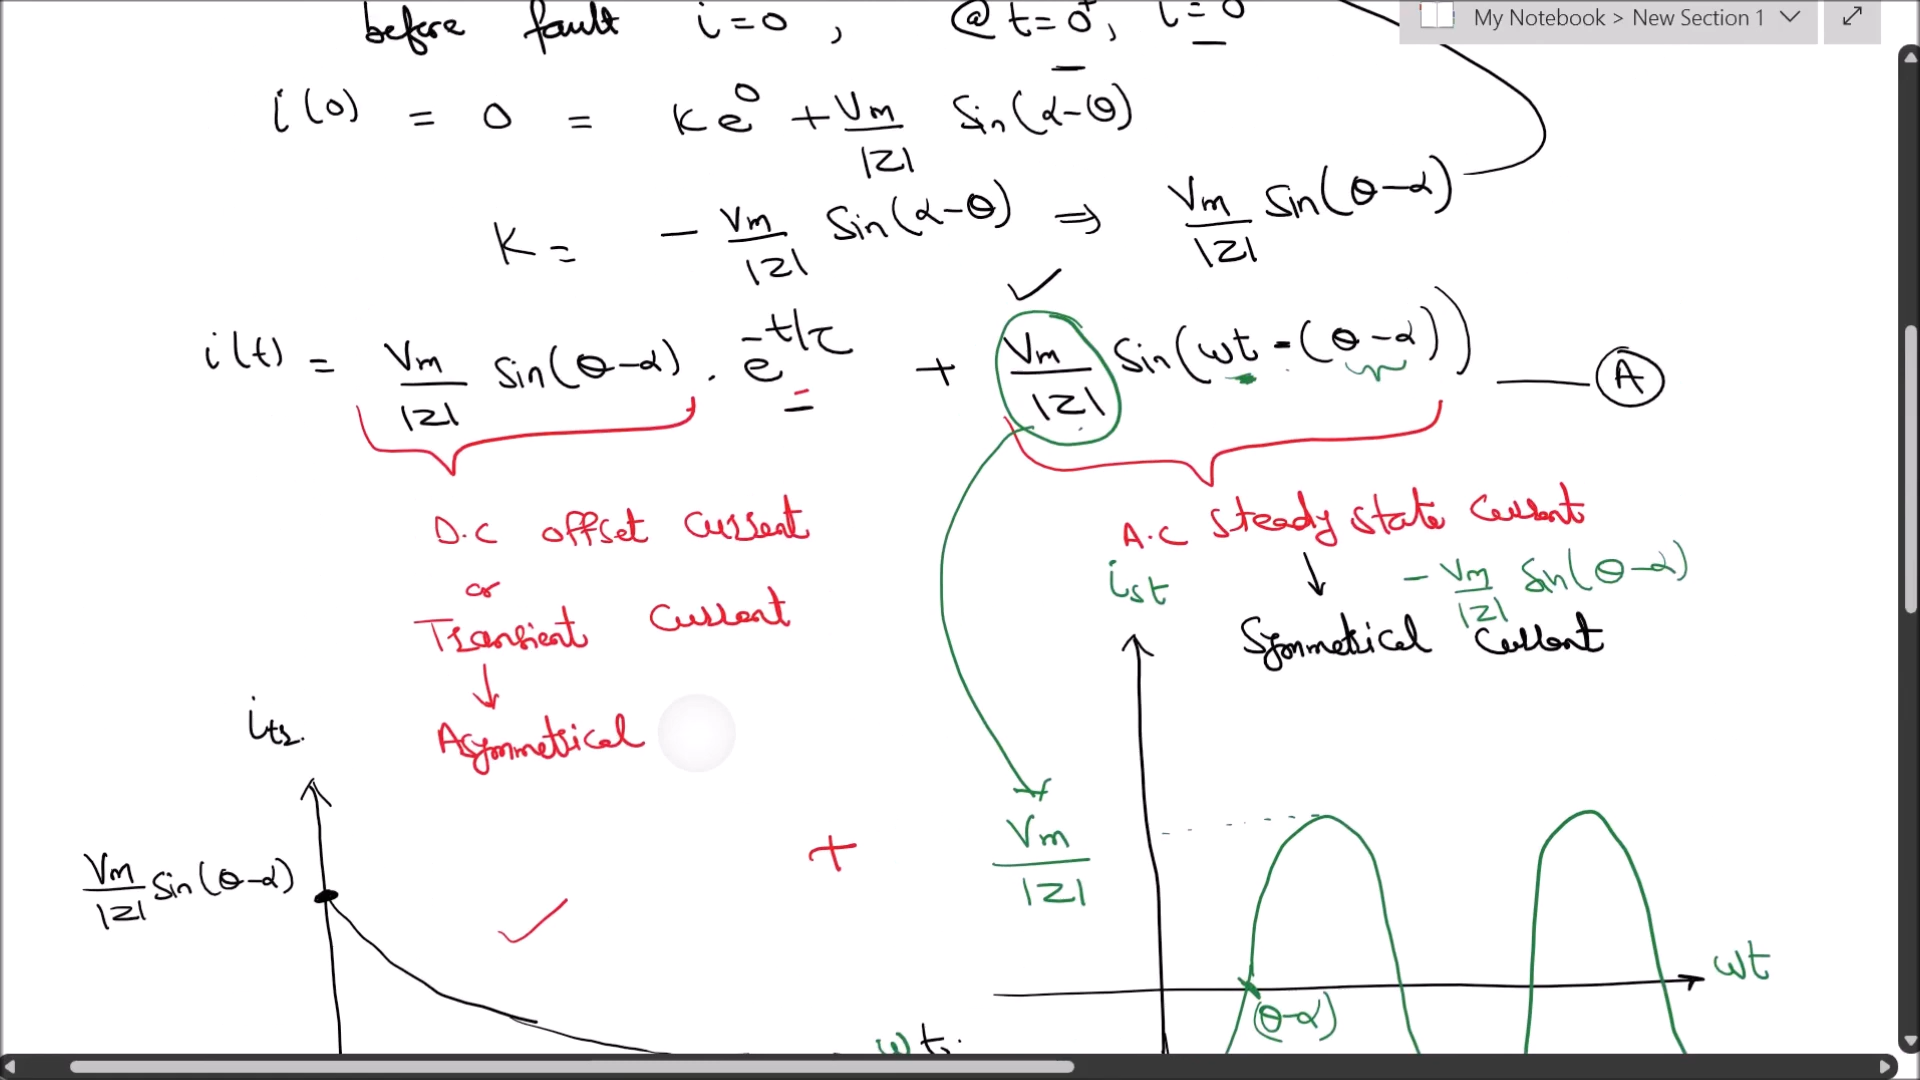 My Notebook > New Section 1
before fault i=0 , @ t=0⁺, i=0
i(0) = 0 = Ke⁰ + Vm/|Z| Sin(α-θ)
K = - Vm/|Z| Sin(α-θ) ⇒ Vm/|Z| Sin(θ-α)
i(t) = Vm/|Z| Sin(θ-α) . e^-t/τ + Vm/|Z| Sin(ωt - (θ-α)) — A
D.C offset current
or
Transient current
↓
Asymmetrical
A.C steady state current
↓
Symmetrical current
ist
- Vm/|Z| Sin(θ-α)
itr.
Vm/|Z| Sin(θ-α)
+
Vm/|Z|
ωt
(θ-α)